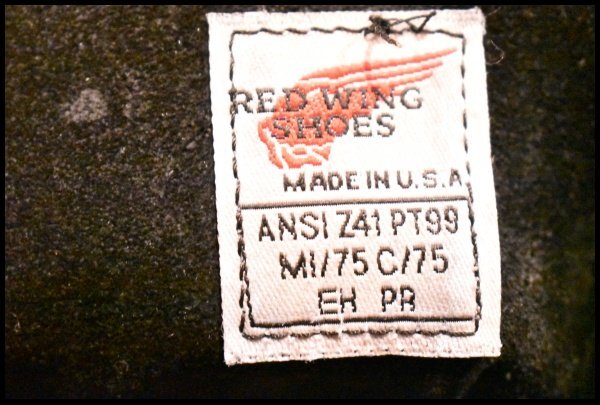 RED WING
SHOES
MADE IN U.S.A
ANSI Z41 PT99
MI/75 C/75
EH PR